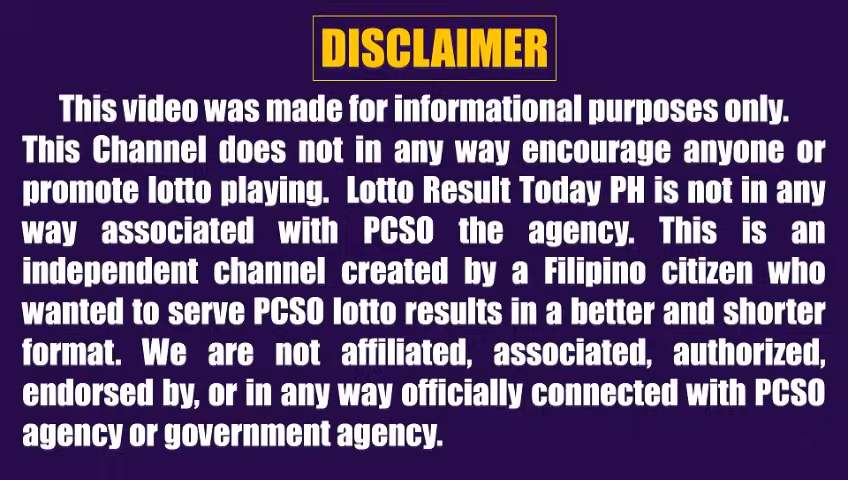 DISCLAIMER
This video was made for informational purposes only.
This Channel does not in any way encourage anyone or
promote lotto playing. Lotto Result Today PH is not in any
way associated with PCSO the agency. This is an
independent channel created by a Filipino citizen who
wanted to serve PCSO lotto results in a better and shorter
format. We are not affiliated, associated, authorized,
endorsed by, or in any way officially connected with PCSO
agency or government agency.